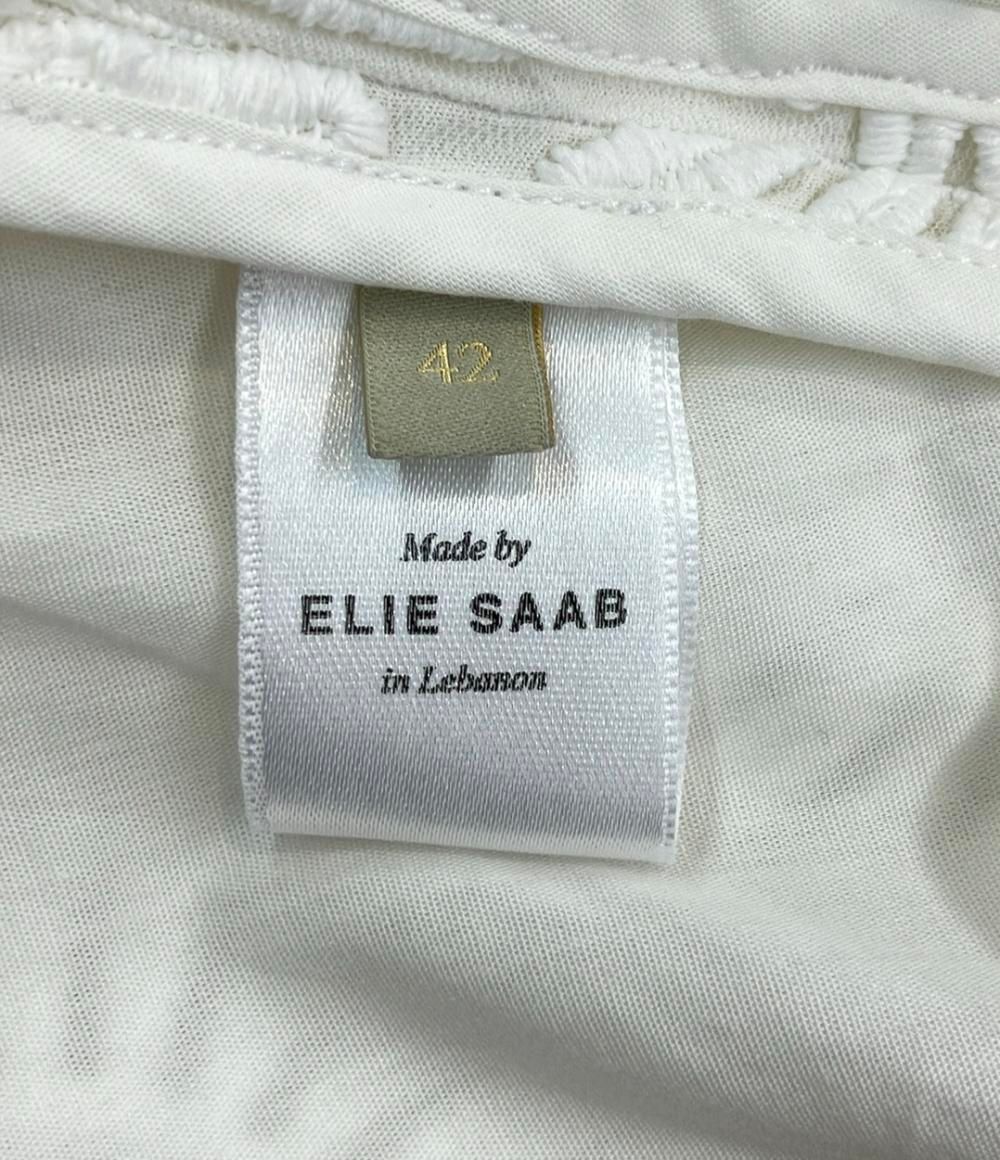 42
Made by
ELIE SAAB
in Lebanon